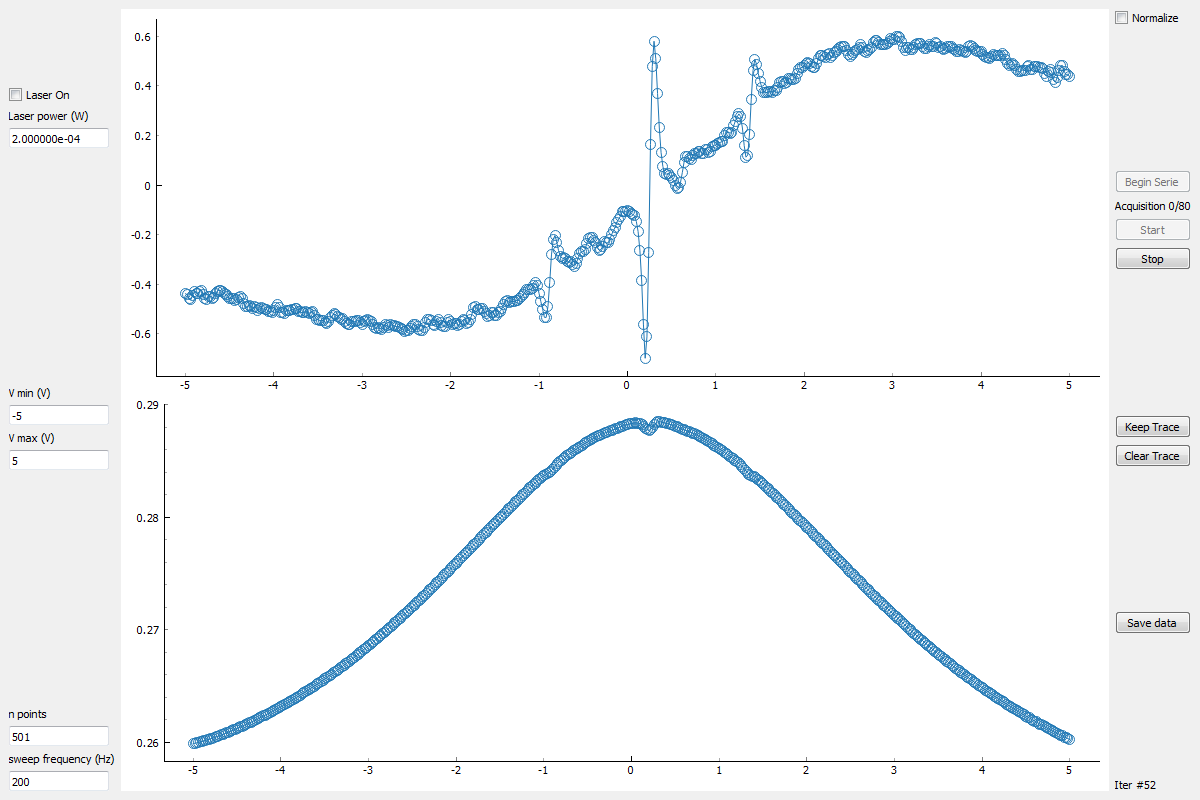 Normalize
Laser On
Laser power (W)
2.000000e-04
0.6
0.4
0.2
0
-0.2
-0.4
-0.6
-5 -4 -3 -2 -1 0 1 2 3 4 5
Begin Serie
Acquisition 0/80
Start
Stop
V min (V)
-5
V max (V)
5
0.29
0.28
0.27
0.26
-5 -4 -3 -2 -1 0 1 2 3 4 5
Keep Trace
Clear Trace
Save data
n points
501
sweep frequency (Hz)
200
Iter #52